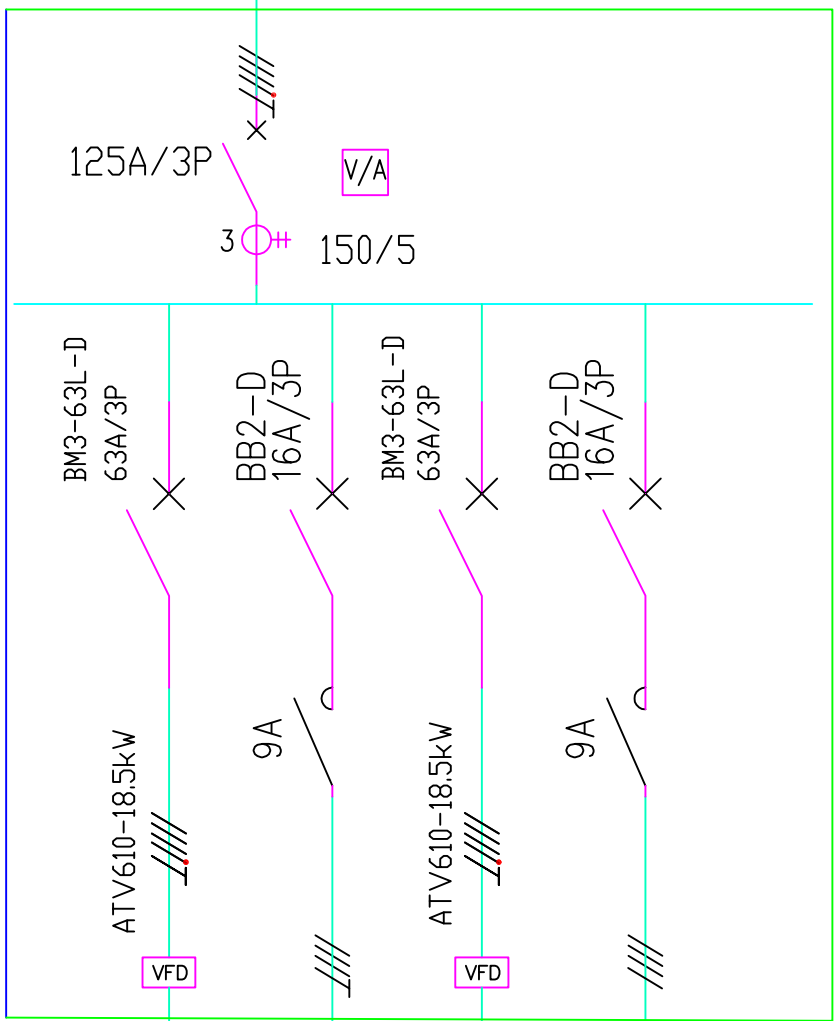 125A/3P
V/A
3
150/5
BM3-63L-D
63A/3P
BB2-D
16A/3P
BM3-63L-D
63A/3P
BB2-D
16A/3P
ATV610-18.5kW
9A
ATV610-18.5kW
9A
VFD
VFD